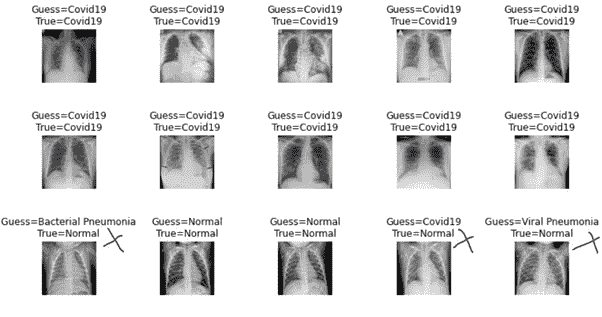 Guess=Covid19 Guess=Covid19 Guess=Covid19 Guess=Covid19 Guess=Covid19
True=Covid19 True=Covid19 True=Covid19 True=Covid19 True=Covid19
Guess=Covid19 Guess=Covid19 Guess=Covid19 Guess=Covid19 Guess=Covid19
True=Covid19 True=Covid19 True=Covid19 True=Covid19 True=Covid19
Guess=Bacterial Pneumonia Guess=Normal Guess=Normal Guess=Covid19 Guess=Viral Pneumonia
True=Normal True=Normal True=Normal True=Normal True=Normal